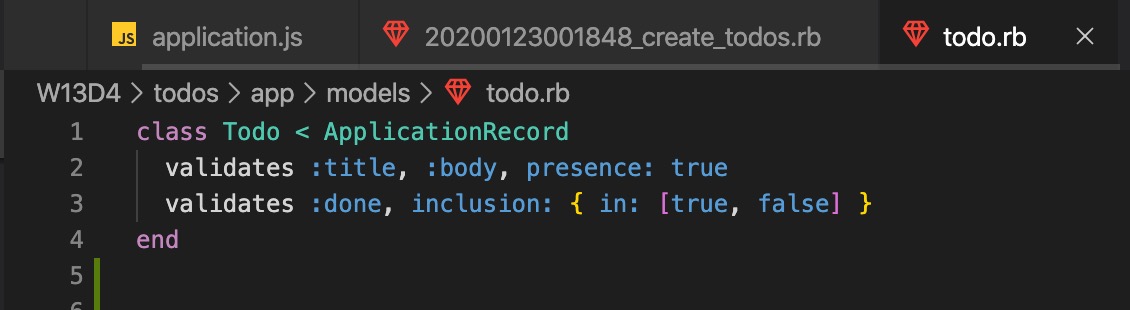 JS application.js 20200123001848_create_todos.rb todo.rb ×
W13D4 > todos > app > models > todo.rb
1 class Todo < ApplicationRecord
2   validates :title, :body, presence: true
3   validates :done, inclusion: { in: [true, false] }
4 end
5
6